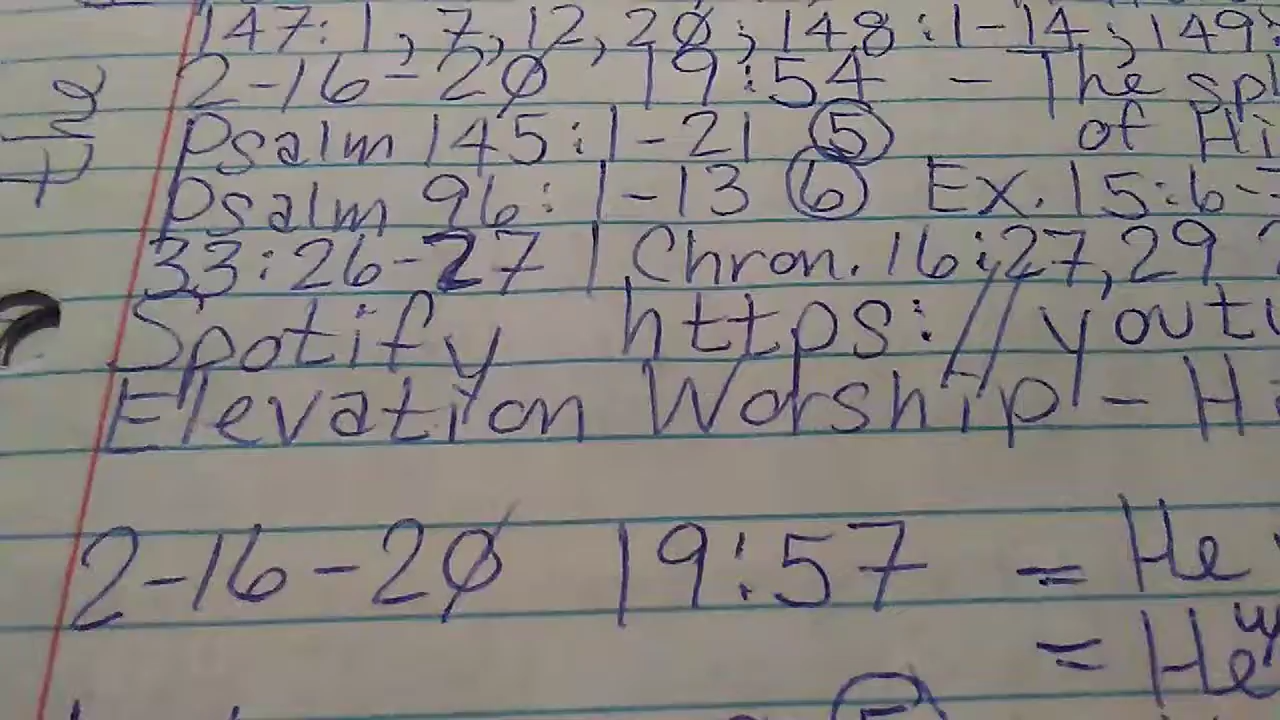 147:1, 7, 12, 20; 148:1-14; 149:
2-16-20 19:54 - The spl
Psalm 145:1-21 (5) of Hi
Psalm 96:1-13 (6) Ex. 15:6-
33:26-27 1 Chron. 16:27, 29
Spotify https://yout
Elevation Worship - H
2-16-20 19:57 = He
= He